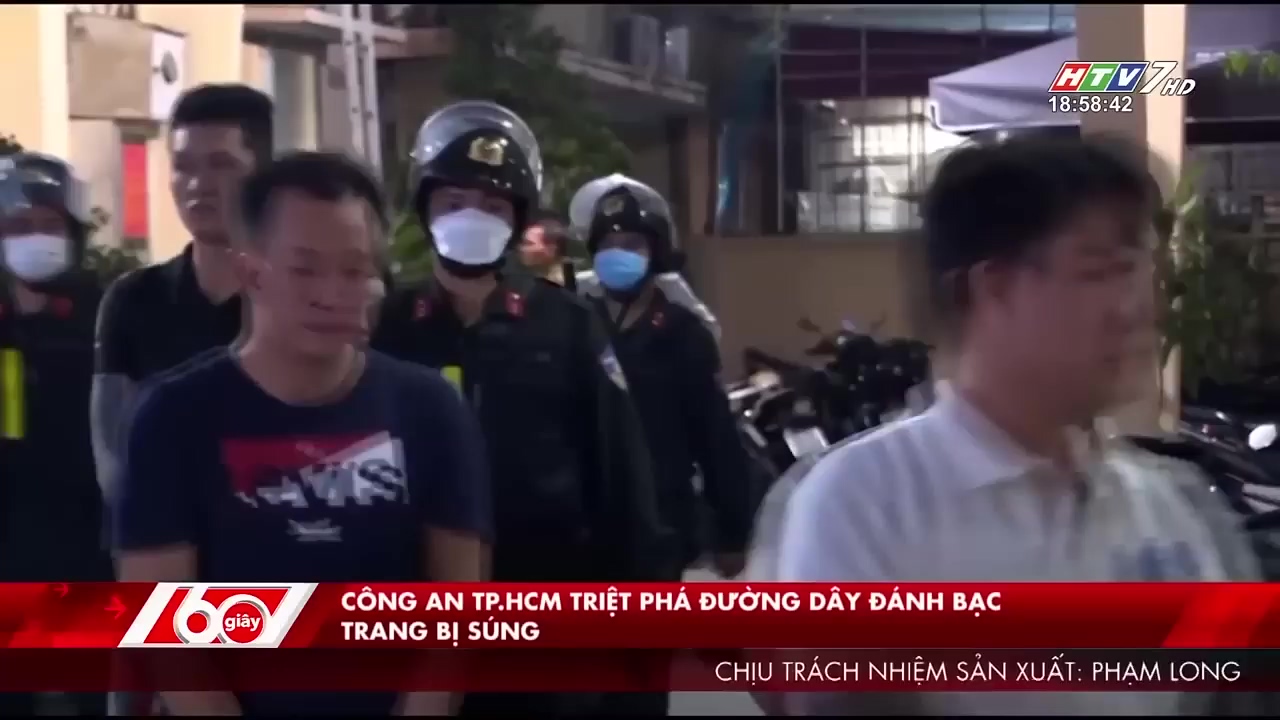 HTV7 HD
18:58:42
60 giây
CÔNG AN TP.HCM TRIỆT PHÁ ĐƯỜNG DÂY ĐÁNH BẠC
TRANG BỊ SÚNG
CHỊU TRÁCH NHIỆM SẢN XUẤT: PHẠM LONG